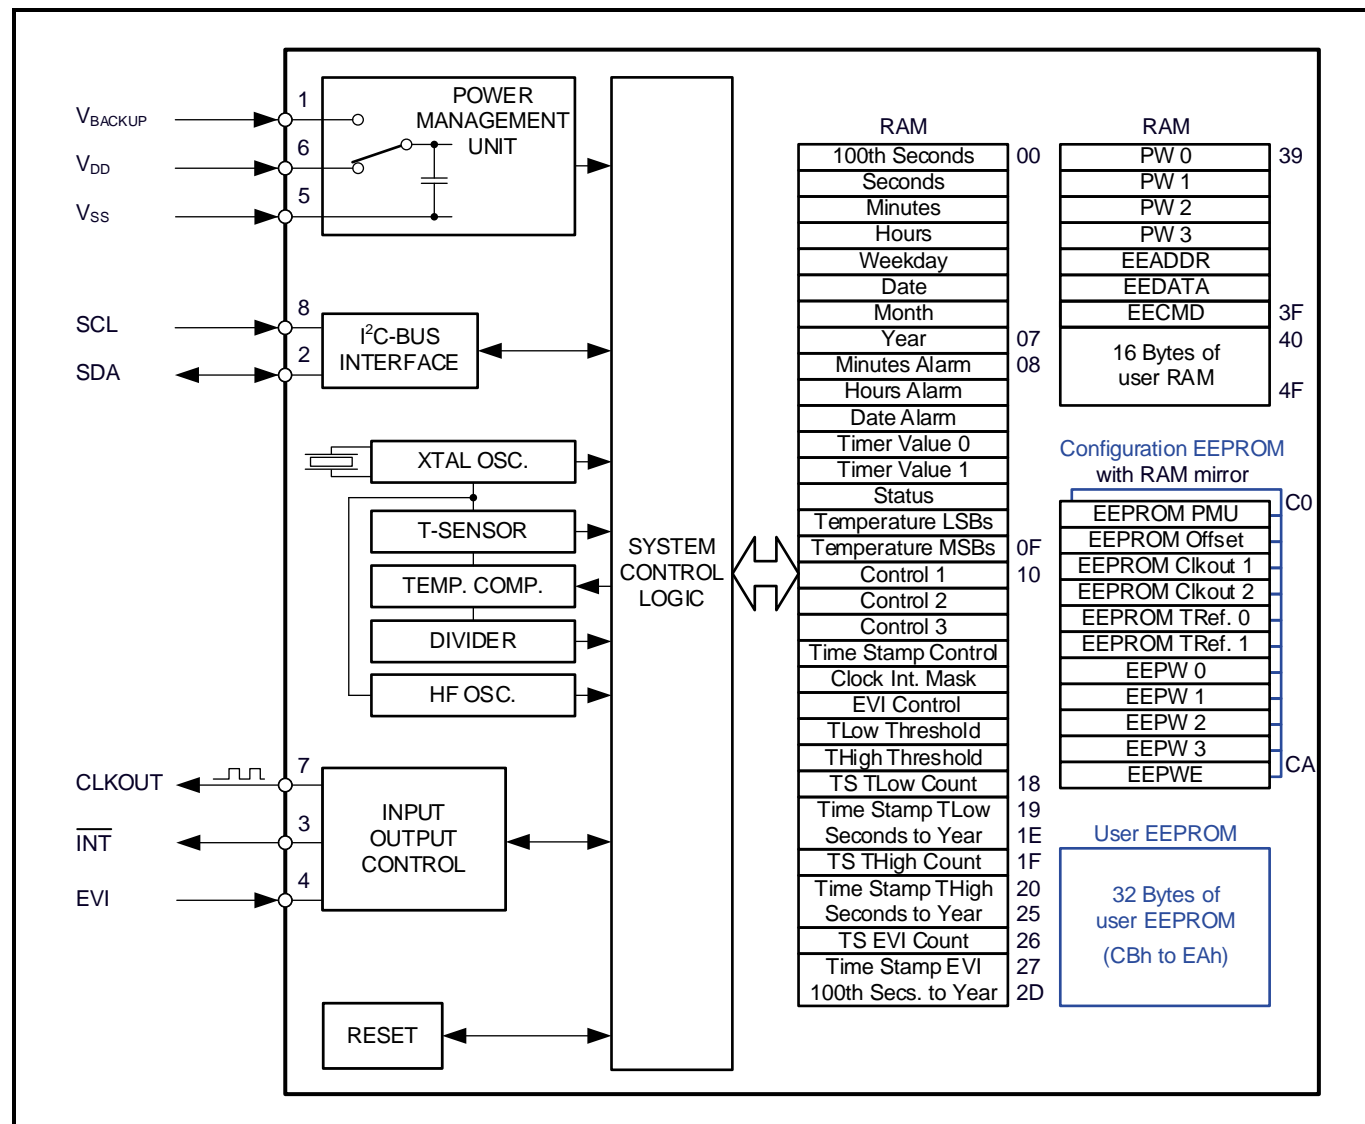 V_BACKUP
1
V_DD
6
V_SS
5
POWER
MANAGEMENT
UNIT
SCL
8
SDA
2
I²C-BUS
INTERFACE
XTAL OSC.
T-SENSOR
TEMP. COMP.
DIVIDER
HF OSC.
CLKOUT
7
INT
3
EVI
4
INPUT
OUTPUT
CONTROL
RESET
SYSTEM
CONTROL
LOGIC
RAM
100th Seconds 00
Seconds
Minutes
Hours
Weekday
Date
Month
Year 07
Minutes Alarm 08
Hours Alarm
Date Alarm
Timer Value 0
Timer Value 1
Status
Temperature LSBs
Temperature MSBs 0F
Control 1 10
Control 2
Control 3
Time Stamp Control
Clock Int. Mask
EVI Control
TLow Threshold
THigh Threshold
TS TLow Count 18
Time Stamp TLow 19
Seconds to Year 1E
TS THigh Count 1F
Time Stamp THigh 20
Seconds to Year 25
TS EVI Count 26
Time Stamp EVI 27
100th Secs. to Year 2D
RAM
PW 0 39
PW 1
PW 2
PW 3
EEADDR
EEDATA
EECMD 3F
40
16 Bytes of
user RAM
4F
Configuration EEPROM
with RAM mirror
C0
EEPROM PMU
EEPROM Offset
EEPROM Clkout 1
EEPROM Clkout 2
EEPROM TRef. 0
EEPROM TRef. 1
EEPW 0
EEPW 1
EEPW 2
EEPW 3
EEPWE
CA
User EEPROM
32 Bytes of
user EEPROM
(CBh to EAh)